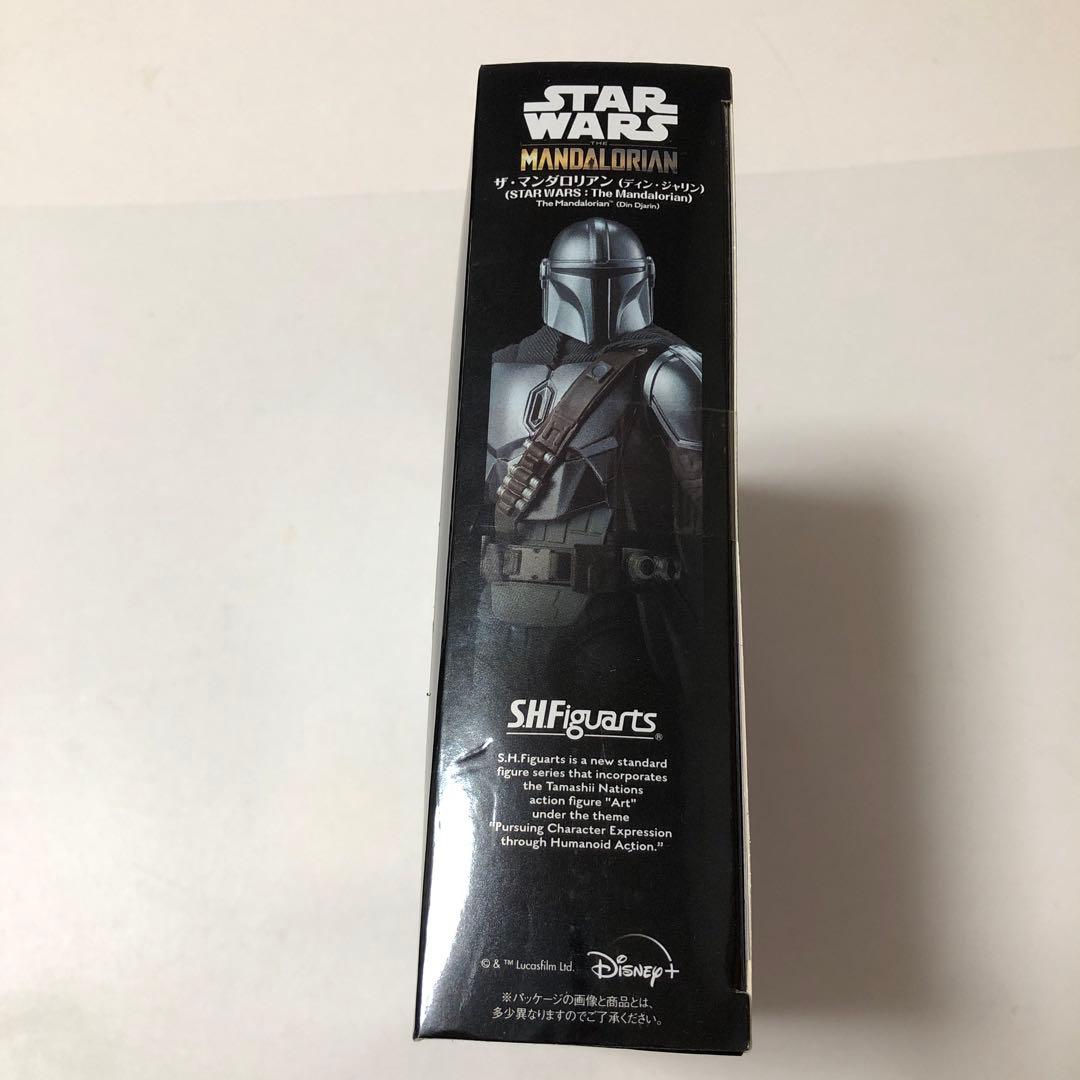 STAR
WARS
THE
MANDALORIAN
ザ・マンダロリアン (ディン・ジャリン)
(STAR WARS : The Mandalorian)
The Mandalorian™ (Din Djarin)
S.H.Figuarts®
S.H.Figuarts is a new standard
figure series that incorporates
the Tamashii Nations
action figure "Art"
under the theme
"Pursuing Character Expression
through Humanoid Action."
© & ™ Lucasfilm Ltd. Disney+
※パッケージの画像と商品とは、
多少異なりますのでご了承ください。